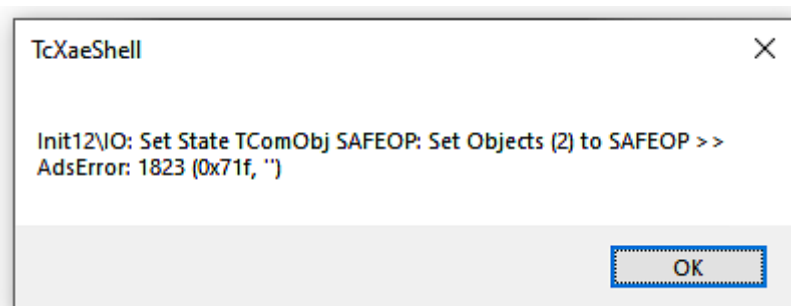 TcXaeShell
Init12\IO: Set State TComObj SAFEOP: Set Objects (2) to SAFEOP >>
AdsError: 1823 (0x71f, '')
OK